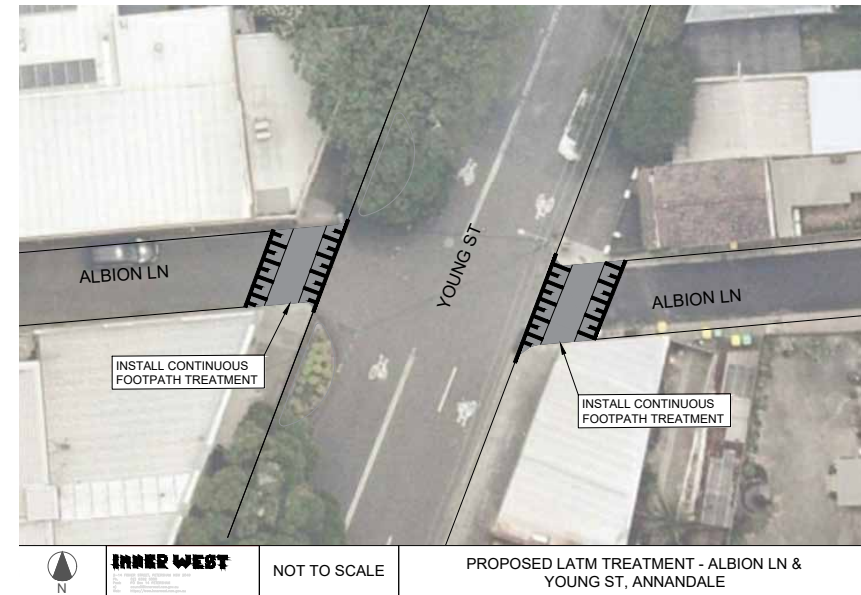 YOUNG ST
ALBION LN
ALBION LN
INSTALL CONTINUOUS
FOOTPATH TREATMENT
INSTALL CONTINUOUS
FOOTPATH TREATMENT
N
INNER WEST
NOT TO SCALE
PROPOSED LATM TREATMENT - ALBION LN &
YOUNG ST, ANNANDALE